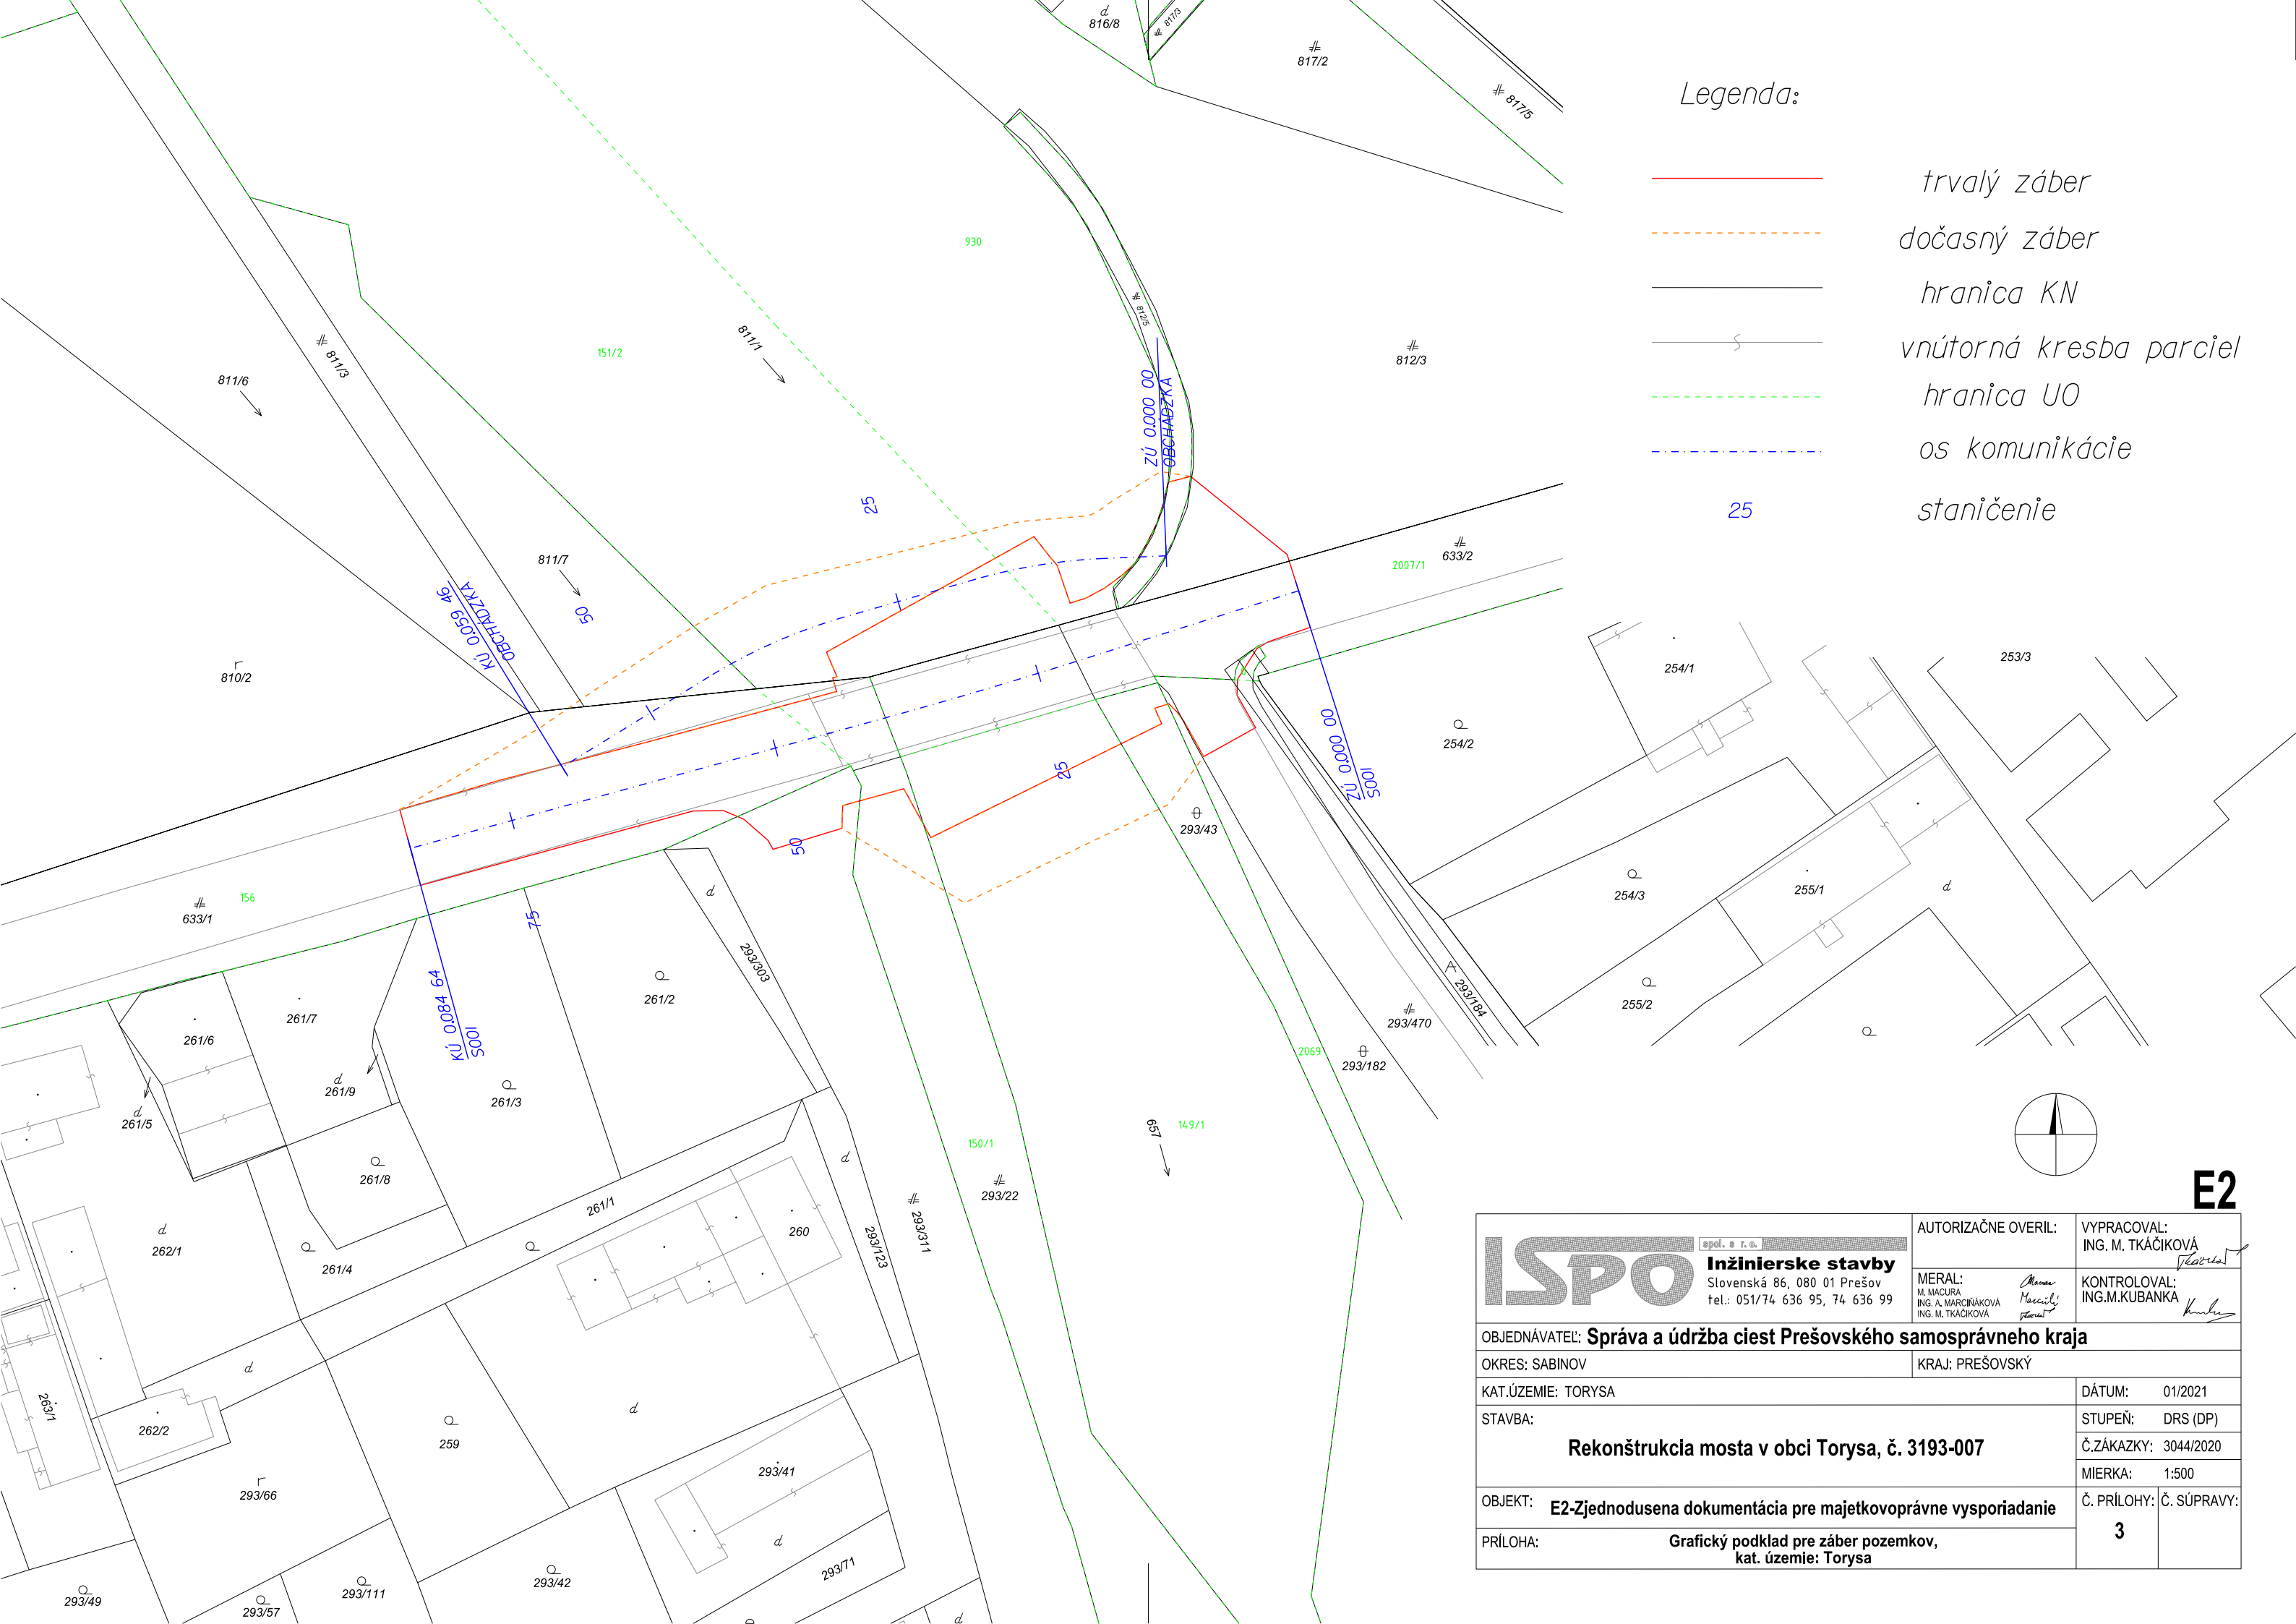 816/8
817/3
817/2
817/5
Legenda:
trvalý záber
dočasný záber
hranica KN
vnútorná kresba parciel
hranica UO
os komunikácie
25 staničenie
930
151/2
811/1
811/3
811/6
811/7
812/5
812/3
ZÚ 0.000 00
OBCHÁDZKA
25
50
KÚ 0.059 46
OBCHÁDZKA
810/2
633/2
2007/1
254/1
253/3
254/2
ZÚ 0.000 00
SO01
25
50
75
293/43
254/3
255/1
d
255/2
633/1
156
d
293/303
261/2
261/7
261/6
KÚ 0.084 64
SO01
d
261/9
d
261/5
261/3
261/8
261/1
d
262/1
261/4
260
d
293/123
293/311
293/22
150/1
657
149/1
2069
293/182
293/470
A 293/184
d
263/1
262/2
259
d
293/41
d
293/66
293/71
293/49
293/57
293/111
293/42
d
E2
ISPO
spol. s r.o.
Inžinierske stavby
Slovenská 86, 080 01 Prešov
tel.: 051/74 636 95, 74 636 99
AUTORIZAČNE OVERIL:
VYPRACOVAL:
ING. M. TKÁČIKOVÁ
MERAL:
M. MACURA
ING. A. MARCIŇÁKOVÁ
ING. M. TKÁČIKOVÁ
KONTROLOVAL:
ING.M.KUBANKA
OBJEDNÁVATEĽ: Správa a údržba ciest Prešovského samosprávneho kraja
OKRES: SABINOV
KRAJ: PREŠOVSKÝ
KAT.ÚZEMIE: TORYSA
DÁTUM: 01/2021
STAVBA:
Rekonštrukcia mosta v obci Torysa, č. 3193-007
STUPEŇ: DRS (DP)
Č.ZÁKAZKY: 3044/2020
MIERKA: 1:500
OBJEKT: E2-Zjednodusena dokumentácia pre majetkovoprávne vysporiadanie
Č. PRÍLOHY: Č. SÚPRAVY:
3
PRÍLOHA: Grafický podklad pre záber pozemkov,
kat. územie: Torysa